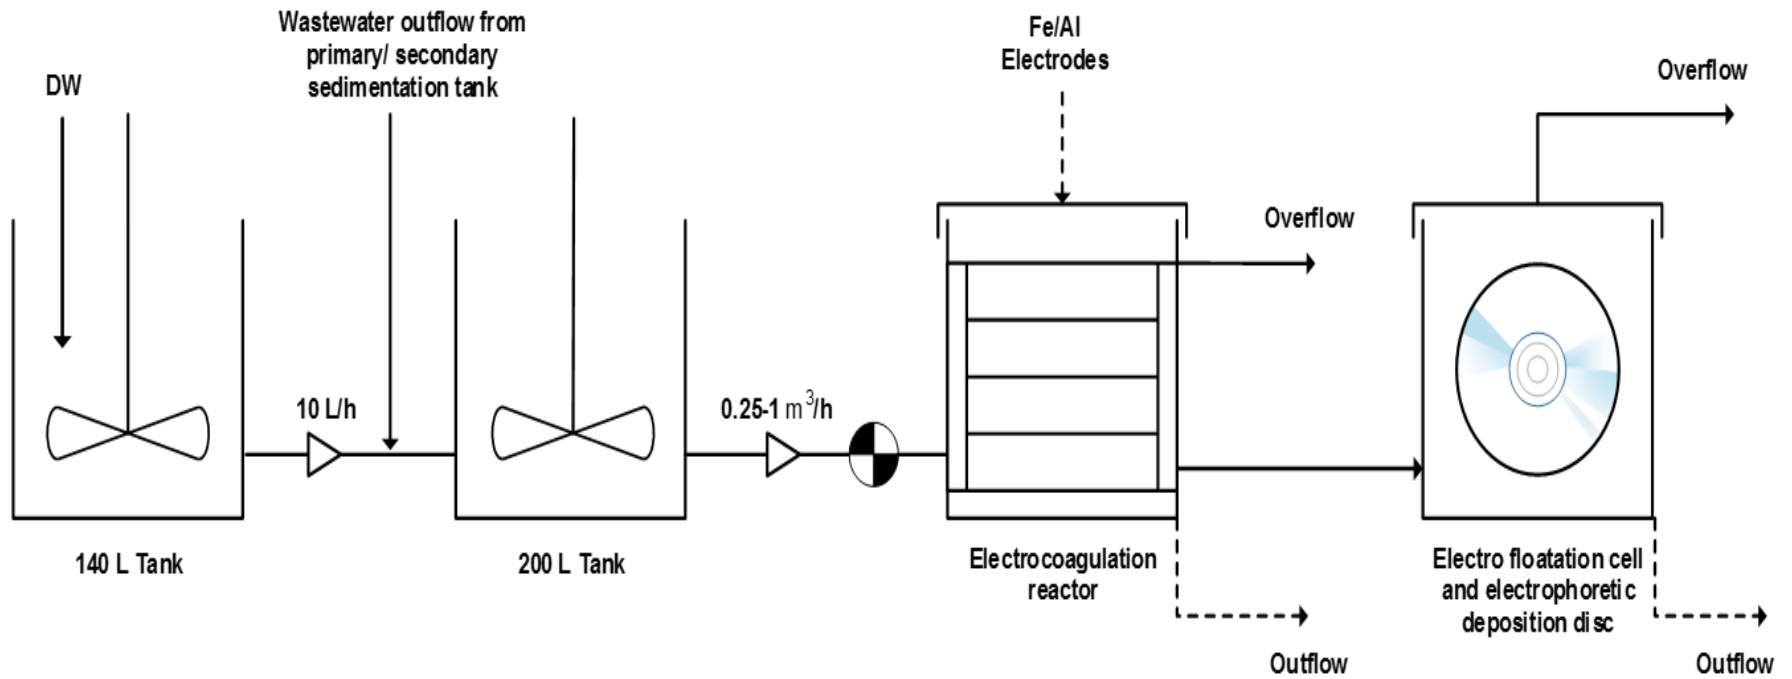 Wastewater outflow from
primary/ secondary
sedimentation tank
DW
Fe/Al
Electrodes
Overflow
Overflow
10 L/h
0.25-1 m³/h
140 L Tank
200 L Tank
Electrocoagulation
reactor
Electro floatation cell
and electrophoretic
deposition disc
Outflow
Outflow